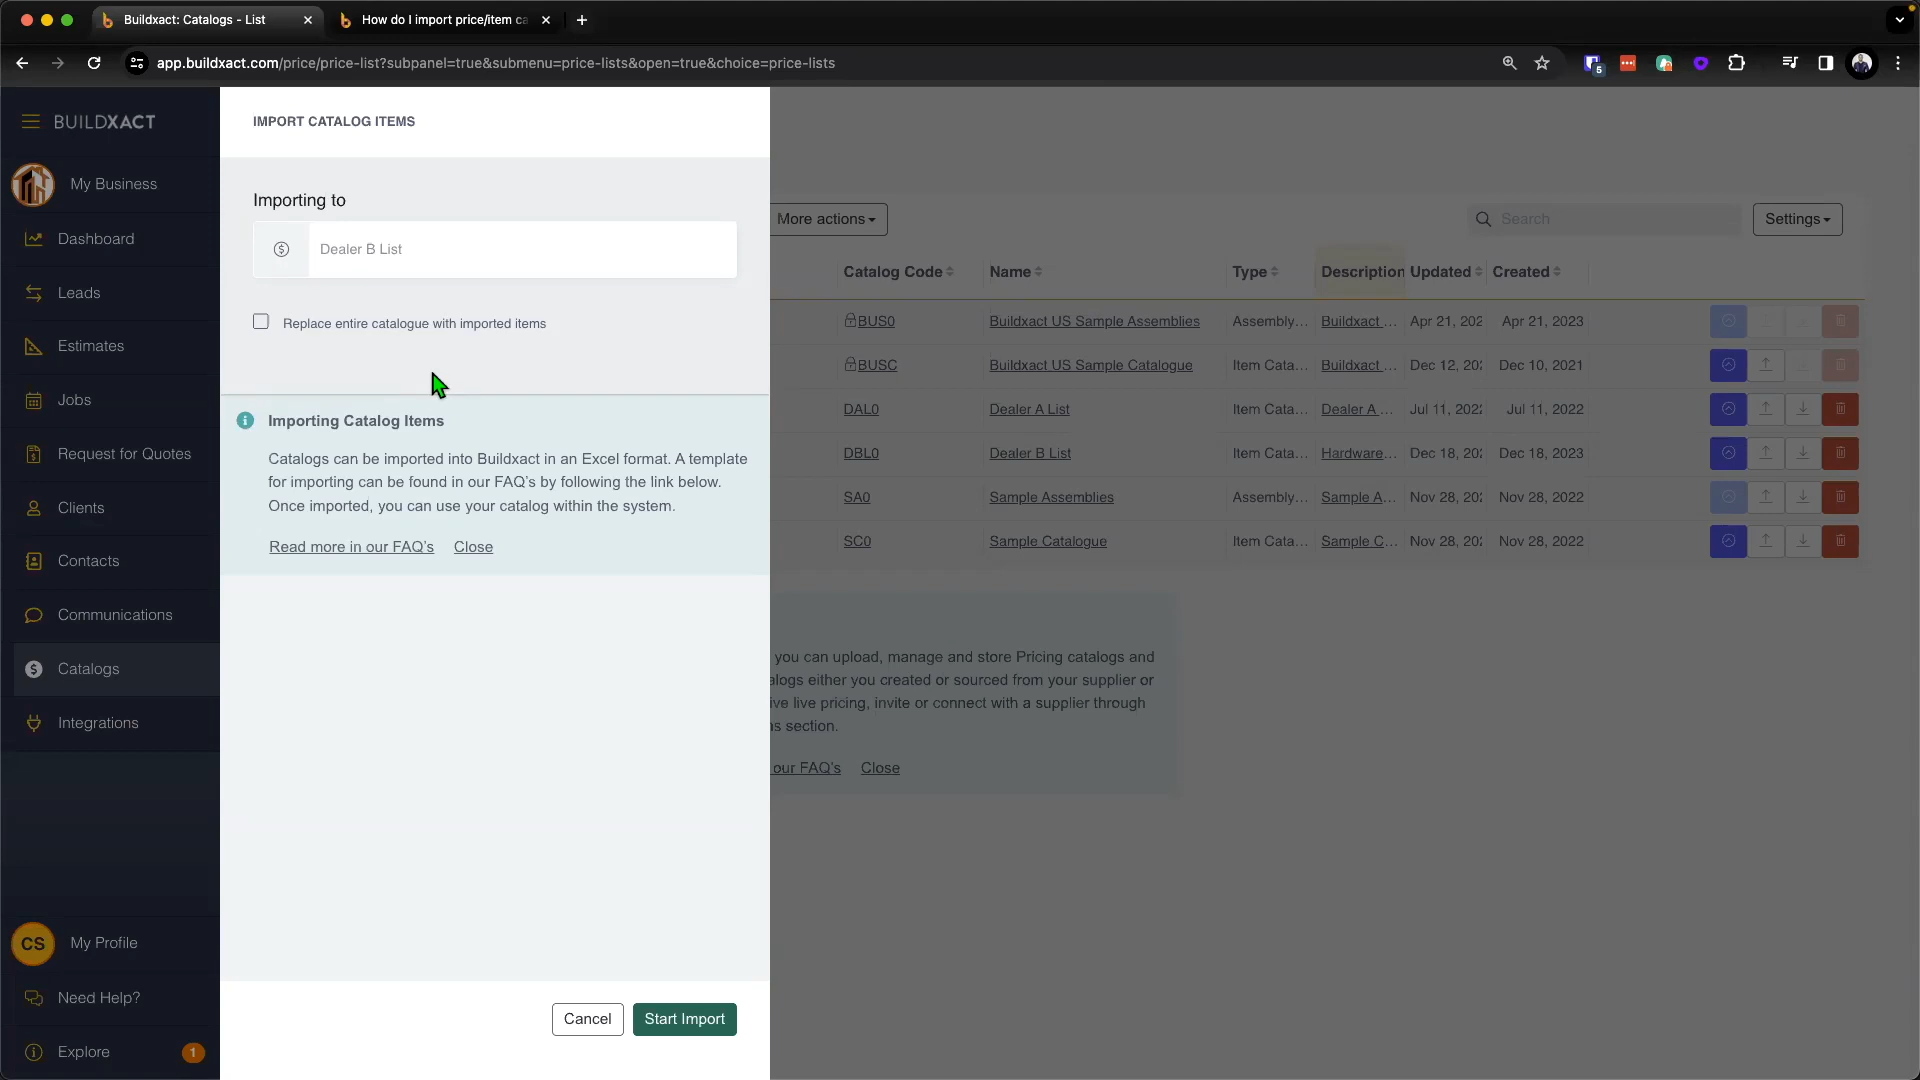 Buildxact: Catalogs - List
How do I import price/item ca
app.buildxact.com/price/price-list?subpanel=true&submenu=price-lists&open=true&choice=price-lists
5
BUILDXACT
My Business
Dashboard
Leads
Estimates
Jobs
Request for Quotes
Clients
Contacts
Communications
Catalogs
Integrations
CS
My Profile
Need Help?
Explore
1
IMPORT CATALOG ITEMS
Importing to
Dealer B List
Replace entire catalogue with imported items
Importing Catalog Items
Catalogs can be imported into Buildxact in an Excel format. A template
for importing can be found in our FAQ's by following the link below.
Once imported, you can use your catalog within the system.
Read more in our FAQ's Close
Cancel Start Import
More actions
Search
Settings
Catalog Code Name Type Description Updated Created
BUS0 Buildxact US Sample Assemblies Assembly... Buildxact ... Apr 21, 202 Apr 21, 2023
BUSC Buildxact US Sample Catalogue Item Cata... Buildxact ... Dec 12, 202 Dec 10, 2021
DAL0 Dealer A List Item Cata... Dealer A ... Jul 11, 202 Jul 11, 2022
DBL0 Dealer B List Item Cata... Hardware... Dec 18, 202 Dec 18, 2023
SA0 Sample Assemblies Assembly... Sample A... Nov 28, 202 Nov 28, 2022
SC0 Sample Catalogue Item Cata... Sample C... Nov 28, 202 Nov 28, 2022
you can upload, manage and store Pricing catalogs and
alogs either you created or sourced from your supplier or
ive live pricing, invite or connect with a supplier through
ns section.
our FAQ's Close